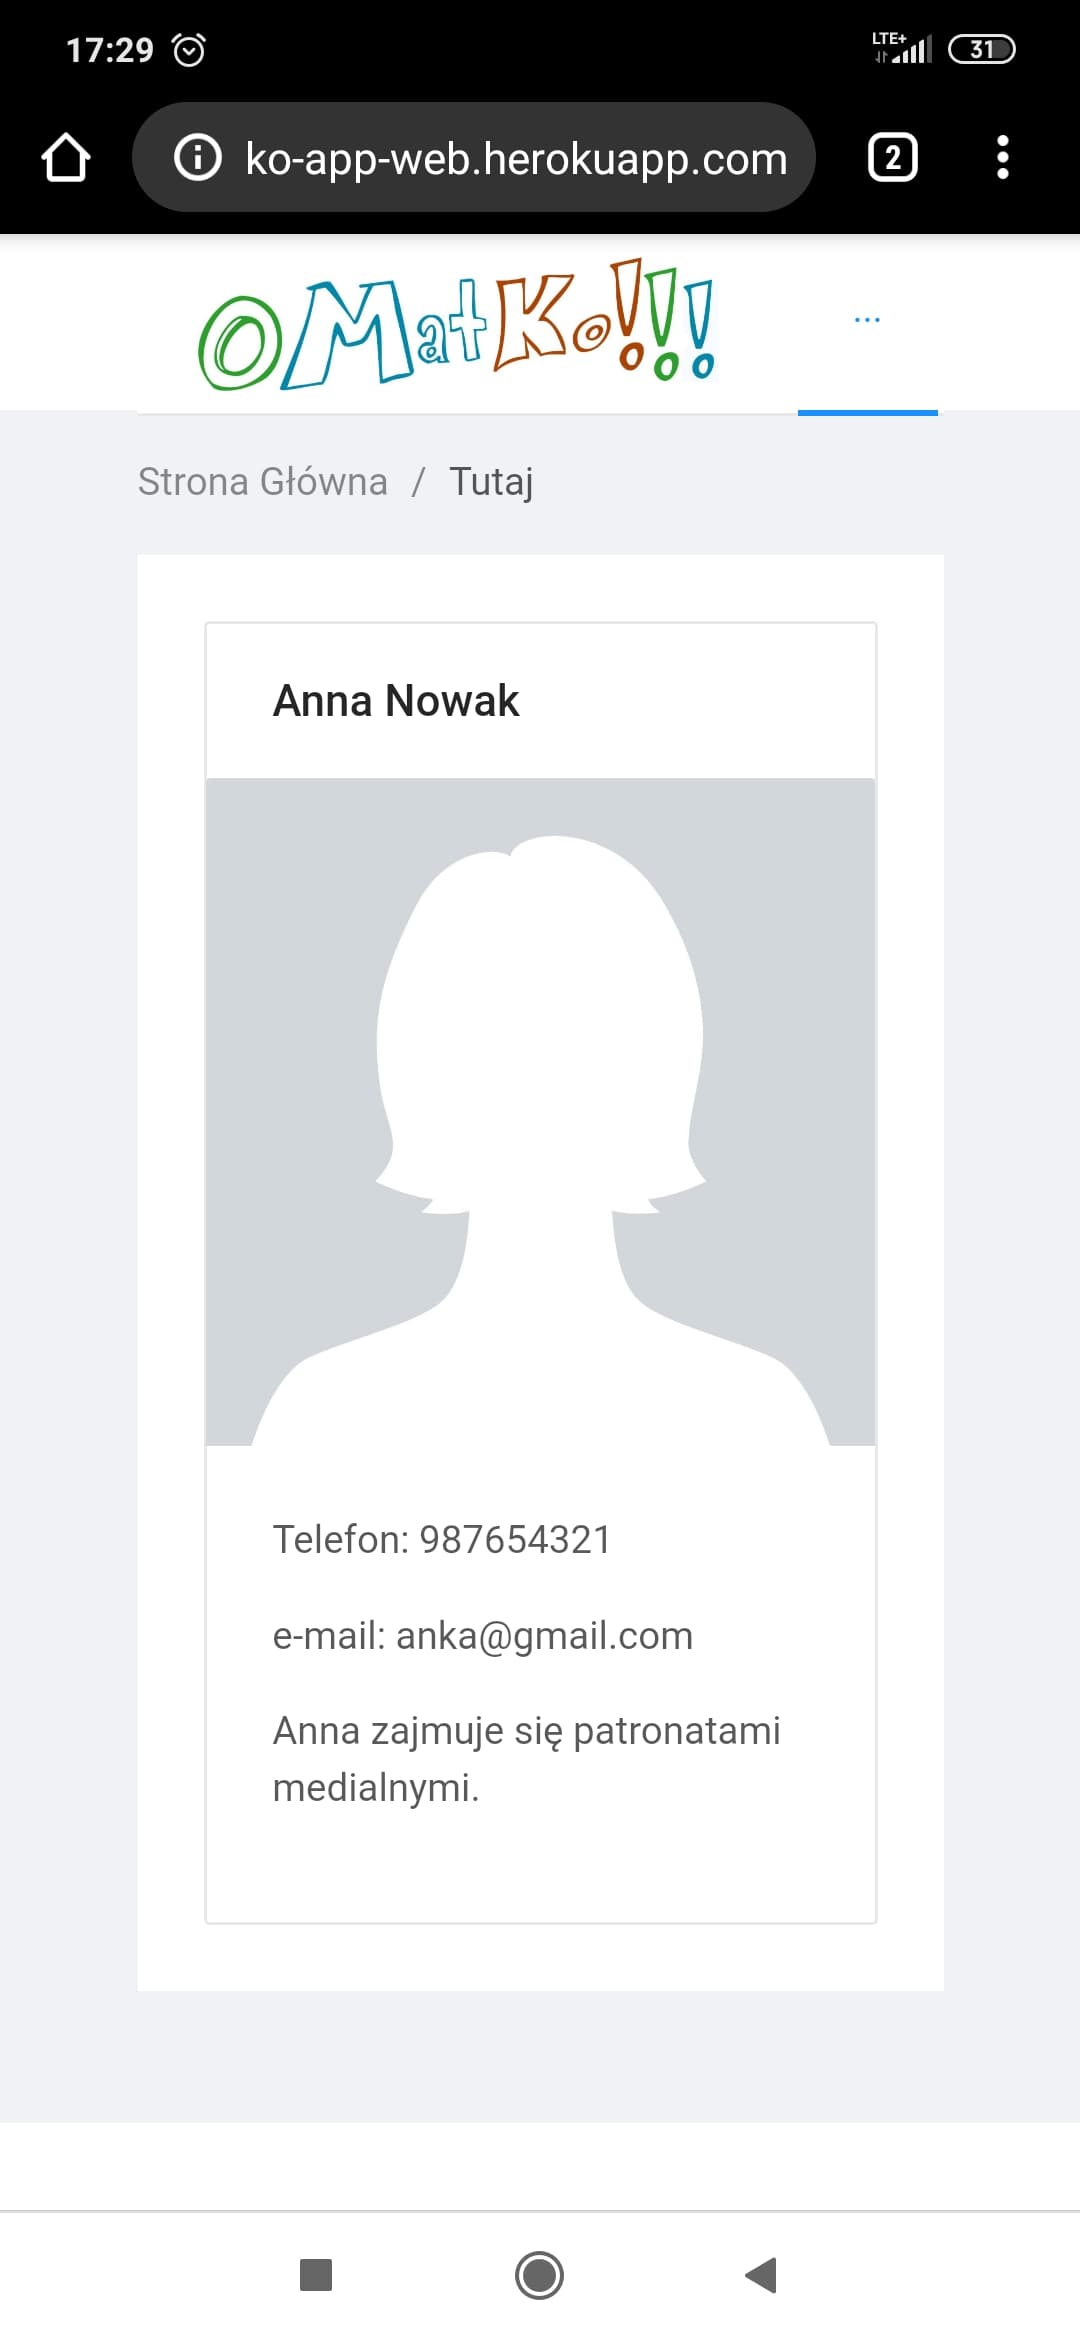 17:29
LTE+
31
ko-app-web.herokuapp.com
2
OMatKo!!!
...
Strona Główna / Tutaj
Anna Nowak
Telefon: 987654321
e-mail: anka@gmail.com
Anna zajmuje się patronatami
medialnymi.